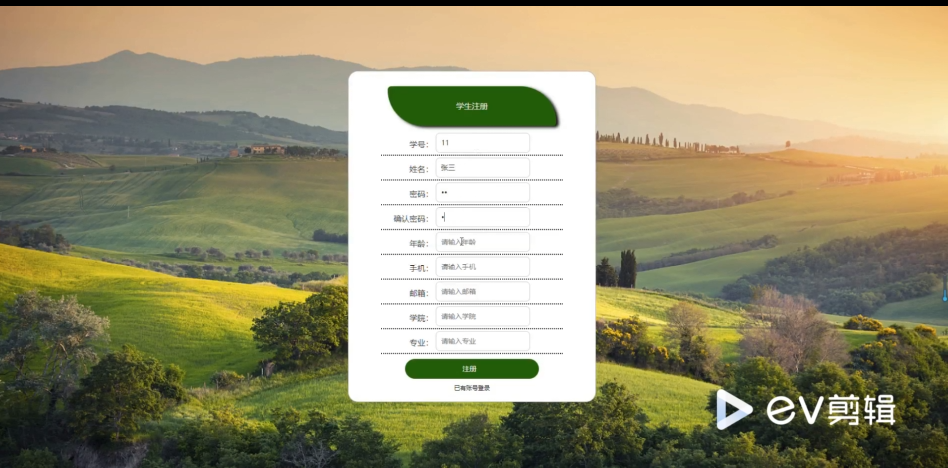 学生注册
学号： 11
姓名： 张三
密码： ••
确认密码： •
年龄： 请输入年龄
手机： 请输入手机
邮箱： 请输入邮箱
学院： 请输入学院
专业： 请输入专业
注册
已有账号登录
ev剪辑